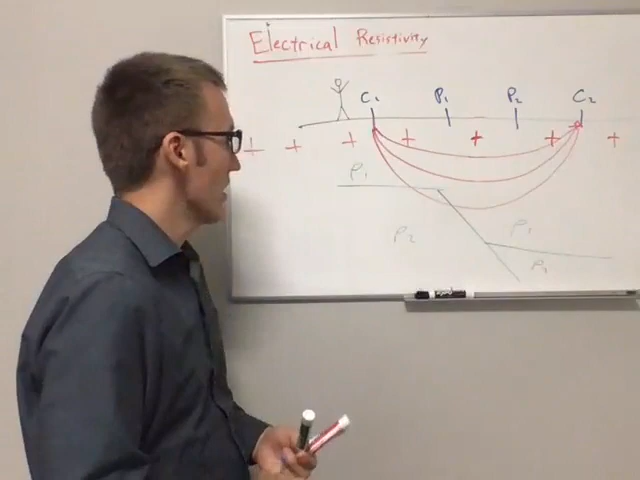 Electrical Resistivity
C₁ P₁ P₂ C₂
+ + + + + + +
ρ₁
ρ₂ ρ₁
ρ₁